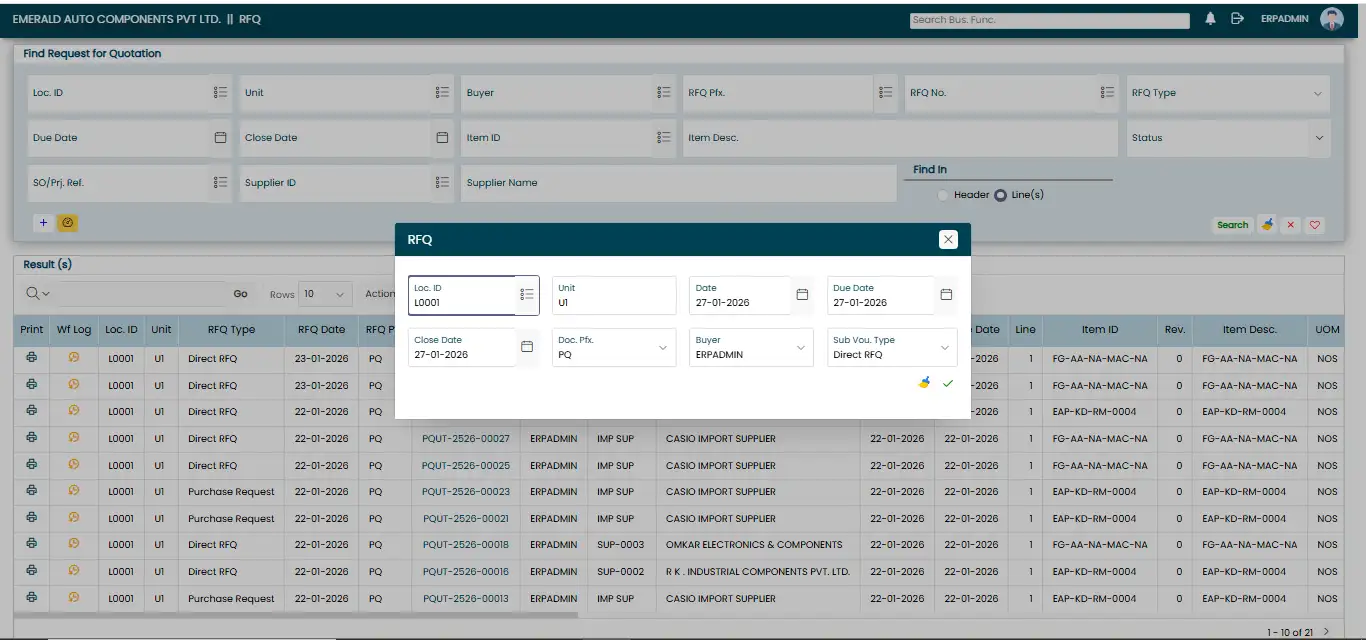 EMERALD AUTO COMPONENTS PVT LTD. || RFQ Search Bus. Func. ERPADMIN
Find Request for Quotation
Loc. ID Unit Buyer RFQ Pfx. RFQ No. RFQ Type
Due Date Close Date Item ID Item Desc. Status
SO/Prj. Ref. Supplier ID Supplier Name Find In
Header Line(s)
Search
RFQ
Loc. ID Unit Date Due Date
L0001 U1 27-01-2026 27-01-2026
Close Date Doc. Pfx. Buyer Sub Vou. Type
27-01-2026 PQ ERPADMIN Direct RFQ
Result (s)
Go Rows 10 Action
Print Wf Log Loc. ID Unit RFQ Type RFQ Date RFQ P Date Line Item ID Rev. Item Desc. UOM
L0001 U1 Direct RFQ 23-01-2026 PQ -2026 1 FG-AA-NA-MAC-NA 0 FG-AA-NA-MAC-NA NOS
L0001 U1 Direct RFQ 23-01-2026 PQ -2026 1 FG-AA-NA-MAC-NA 0 FG-AA-NA-MAC-NA NOS
L0001 U1 Direct RFQ 22-01-2026 PQ -2026 1 EAP-KD-RM-0004 0 EAP-KD-RM-0004 NOS
L0001 U1 Direct RFQ 22-01-2026 PQ PQUT-2526-00027 ERPADMIN IMP SUP CASIO IMPORT SUPPLIER 22-01-2026 22-01-2026 1 FG-AA-NA-MAC-NA 0 FG-AA-NA-MAC-NA NOS
L0001 U1 Direct RFQ 22-01-2026 PQ PQUT-2526-00025 ERPADMIN IMP SUP CASIO IMPORT SUPPLIER 22-01-2026 22-01-2026 1 FG-AA-NA-MAC-NA 0 FG-AA-NA-MAC-NA NOS
L0001 U1 Purchase Request 22-01-2026 PQ PQUT-2526-00023 ERPADMIN IMP SUP CASIO IMPORT SUPPLIER 22-01-2026 22-01-2026 1 EAP-KD-RM-0004 0 EAP-KD-RM-0004 NOS
L0001 U1 Purchase Request 22-01-2026 PQ PQUT-2526-00021 ERPADMIN IMP SUP CASIO IMPORT SUPPLIER 22-01-2026 22-01-2026 1 EAP-KD-RM-0004 0 EAP-KD-RM-0004 NOS
L0001 U1 Direct RFQ 22-01-2026 PQ PQUT-2526-00018 ERPADMIN SUP-0003 OMKAR ELECTRONICS & COMPONENTS 22-01-2026 22-01-2026 1 FG-AA-NA-MAC-NA 0 FG-AA-NA-MAC-NA NOS
L0001 U1 Direct RFQ 22-01-2026 PQ PQUT-2526-00016 ERPADMIN SUP-0002 R K . INDUSTRIAL COMPONENTS PVT. LTD. 22-01-2026 22-01-2026 1 EAP-KD-RM-0004 0 EAP-KD-RM-0004 NOS
L0001 U1 Purchase Request 22-01-2026 PQ PQUT-2526-00013 ERPADMIN IMP SUP CASIO IMPORT SUPPLIER 22-01-2026 22-01-2026 1 EAP-KD-RM-0004 0 EAP-KD-RM-0004 NOS
1 - 10 of 21